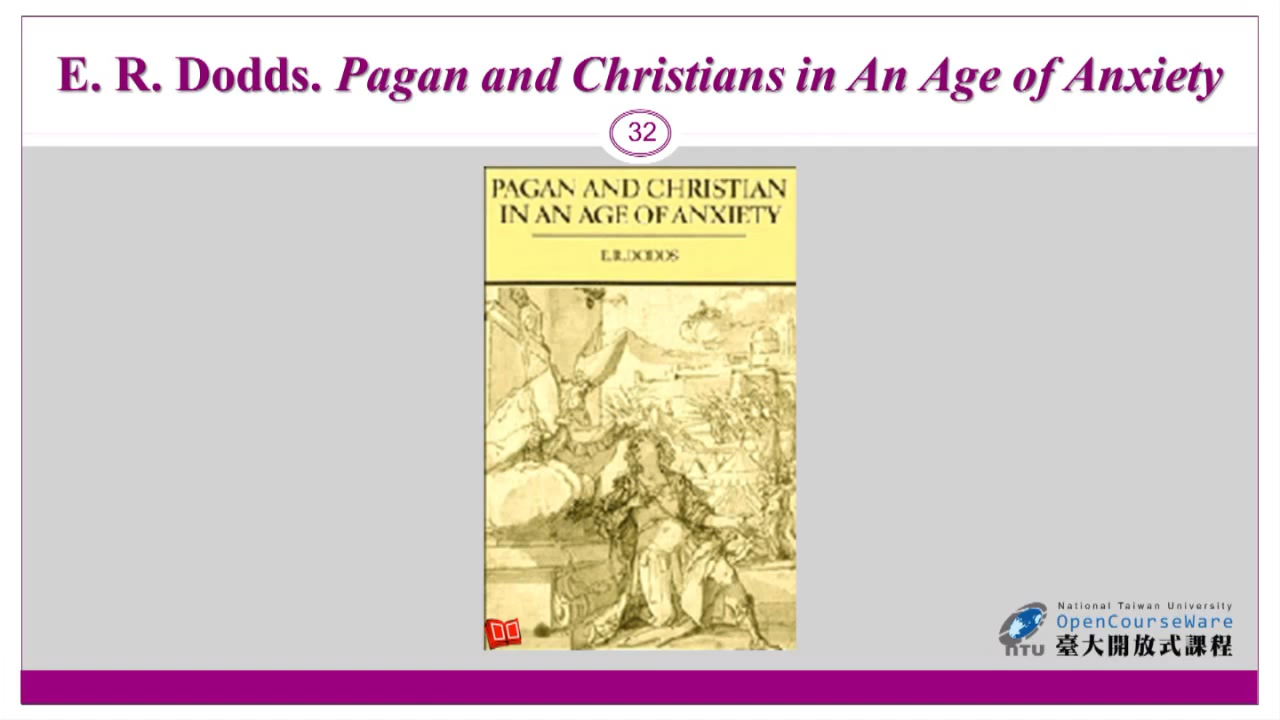 E. R. Dodds. Pagan and Christians in An Age of Anxiety
32
PAGAN AND CHRISTIAN
IN AN AGE OF ANXIETY
E.R.DODDS
National Taiwan University
OpenCourseWare
NTU 臺大開放式課程